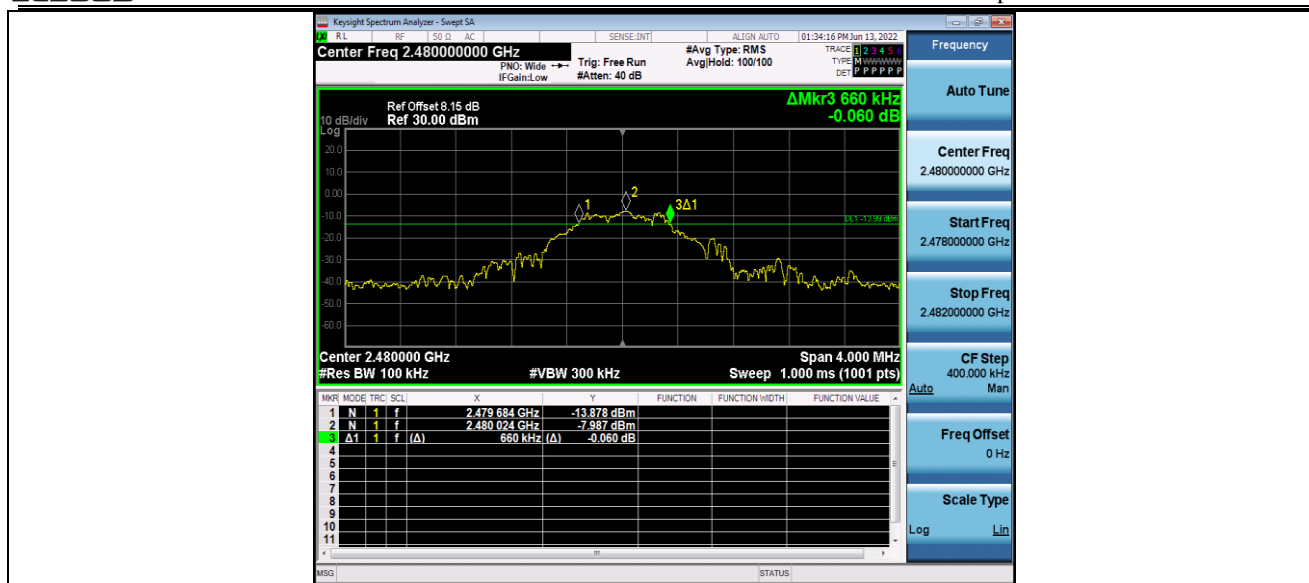 Keysight Spectrum Analyzer - Swept SA
LXI RL RF 50 Ω AC SENSE:INT ALIGN AUTO 01:34:16 PM Jun 13, 2022
Center Freq 2.480000000 GHz #Avg Type: RMS TRACE 1 2 3 4 5 6
PNO: Wide Trig: Free Run Avg|Hold: 100/100 TYPE M W W W W W
IFGain:Low #Atten: 40 dB DET P P P P P P
Frequency
Auto Tune
Ref Offset 8.15 dB ΔMkr3 660 kHz
10 dB/div Ref 30.00 dBm -0.060 dB
Log
20.0
10.0
0.00
-10.0
-20.0
-30.0
-40.0
-50.0
-60.0
1
2
3Δ1
DL1 -13.99 dBm
Center 2.480000 GHz Span 4.000 MHz
#Res BW 100 kHz #VBW 300 kHz Sweep 1.000 ms (1001 pts)
MKR MODE TRC SCL X Y FUNCTION FUNCTION WIDTH FUNCTION VALUE
1 N 1 f 2.479 684 GHz -13.878 dBm
2 N 1 f 2.480 024 GHz -7.987 dBm
3 Δ1 1 f (Δ) 660 kHz (Δ) -0.060 dB
4
5
6
7
8
9
10
11
MSG STATUS
Center Freq
2.480000000 GHz
Start Freq
2.478000000 GHz
Stop Freq
2.482000000 GHz
CF Step
400.000 kHz
Auto Man
Freq Offset
0 Hz
Scale Type
Log Lin